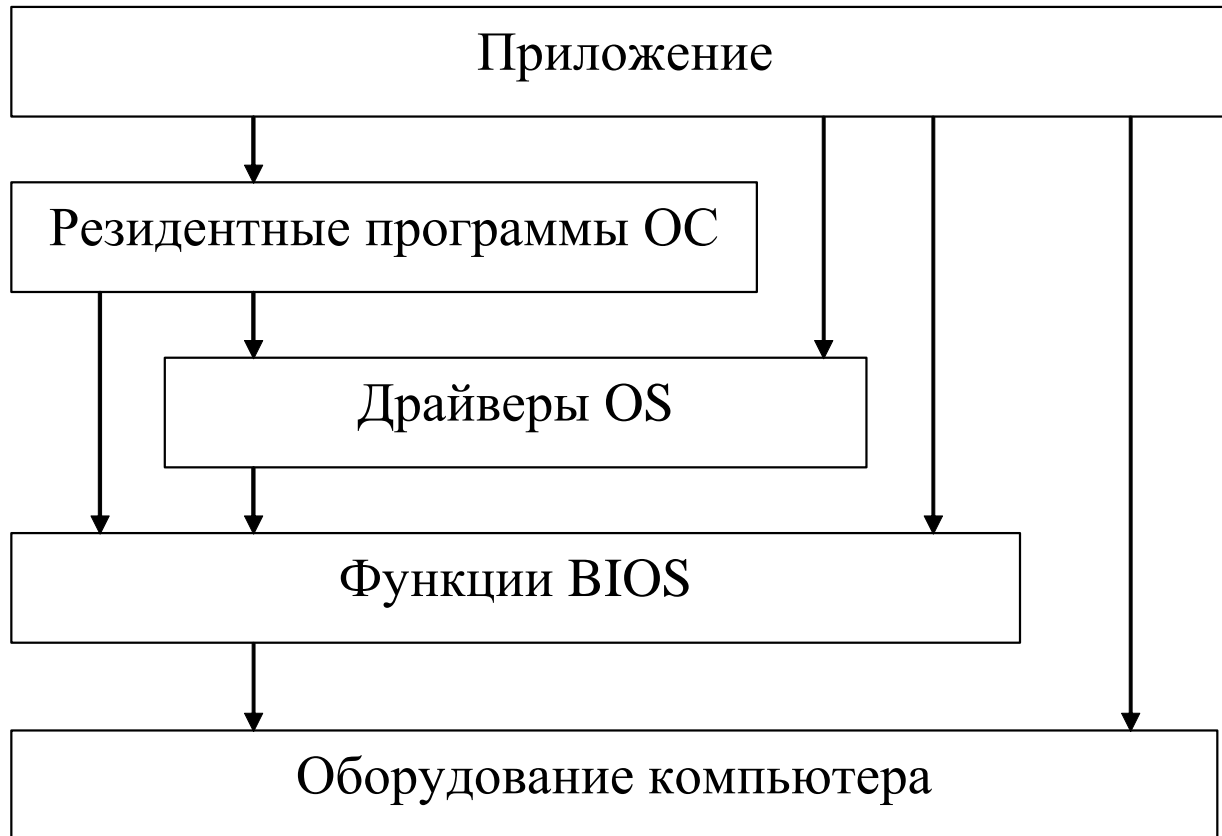 Приложение
Резидентные программы ОС
Драйверы OS
Функции BIOS
Оборудование компьютера